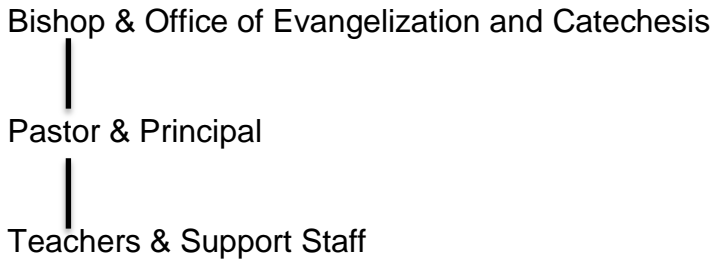 Bishop & Office of Evangelization and Catechesis
Pastor & Principal
Teachers & Support Staff